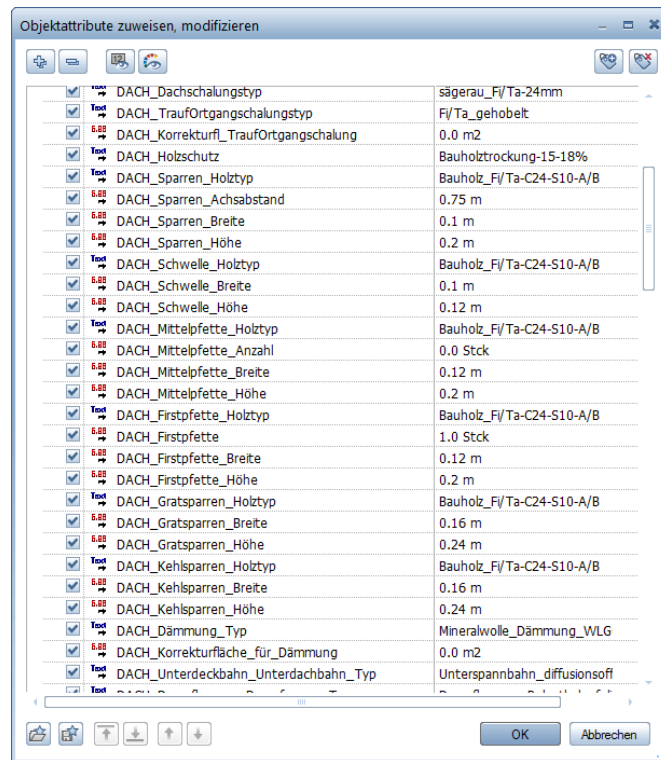 Objektattribute zuweisen, modifizieren
DACH_Dachschalungstyp sägerau_Fi/Ta-24mm
DACH_TraufOrtgangschalungstyp Fi/Ta_gehobelt
DACH_Korrekturfl_TraufOrtgangschalung 0.0 m2
DACH_Holzschutz Bauholztrockung-15-18%
DACH_Sparren_Holztyp Bauholz_Fi/Ta-C24-S10-A/B
DACH_Sparren_Achsabstand 0.75 m
DACH_Sparren_Breite 0.1 m
DACH_Sparren_Höhe 0.2 m
DACH_Schwelle_Holztyp Bauholz_Fi/Ta-C24-S10-A/B
DACH_Schwelle_Breite 0.1 m
DACH_Schwelle_Höhe 0.12 m
DACH_Mittelpfette_Holztyp Bauholz_Fi/Ta-C24-S10-A/B
DACH_Mittelpfette_Anzahl 0.0 Stck
DACH_Mittelpfette_Breite 0.12 m
DACH_Mittelpfette_Höhe 0.2 m
DACH_Firstpfette_Holztyp Bauholz_Fi/Ta-C24-S10-A/B
DACH_Firstpfette 1.0 Stck
DACH_Firstpfette_Breite 0.12 m
DACH_Firstpfette_Höhe 0.2 m
DACH_Gratsparren_Holztyp Bauholz_Fi/Ta-C24-S10-A/B
DACH_Gratsparren_Breite 0.16 m
DACH_Gratsparren_Höhe 0.24 m
DACH_Kehlsparren_Holztyp Bauholz_Fi/Ta-C24-S10-A/B
DACH_Kehlsparren_Breite 0.16 m
DACH_Kehlsparren_Höhe 0.24 m
DACH_Dämmung_Typ Mineralwolle_Dämmung_WLG
DACH_Korrekturfläche_für_Dämmung 0.0 m2
DACH_Unterdeckbahn_Unterdachbahn_Typ Unterspannbahn_diffusionsoff
OK Abbrechen